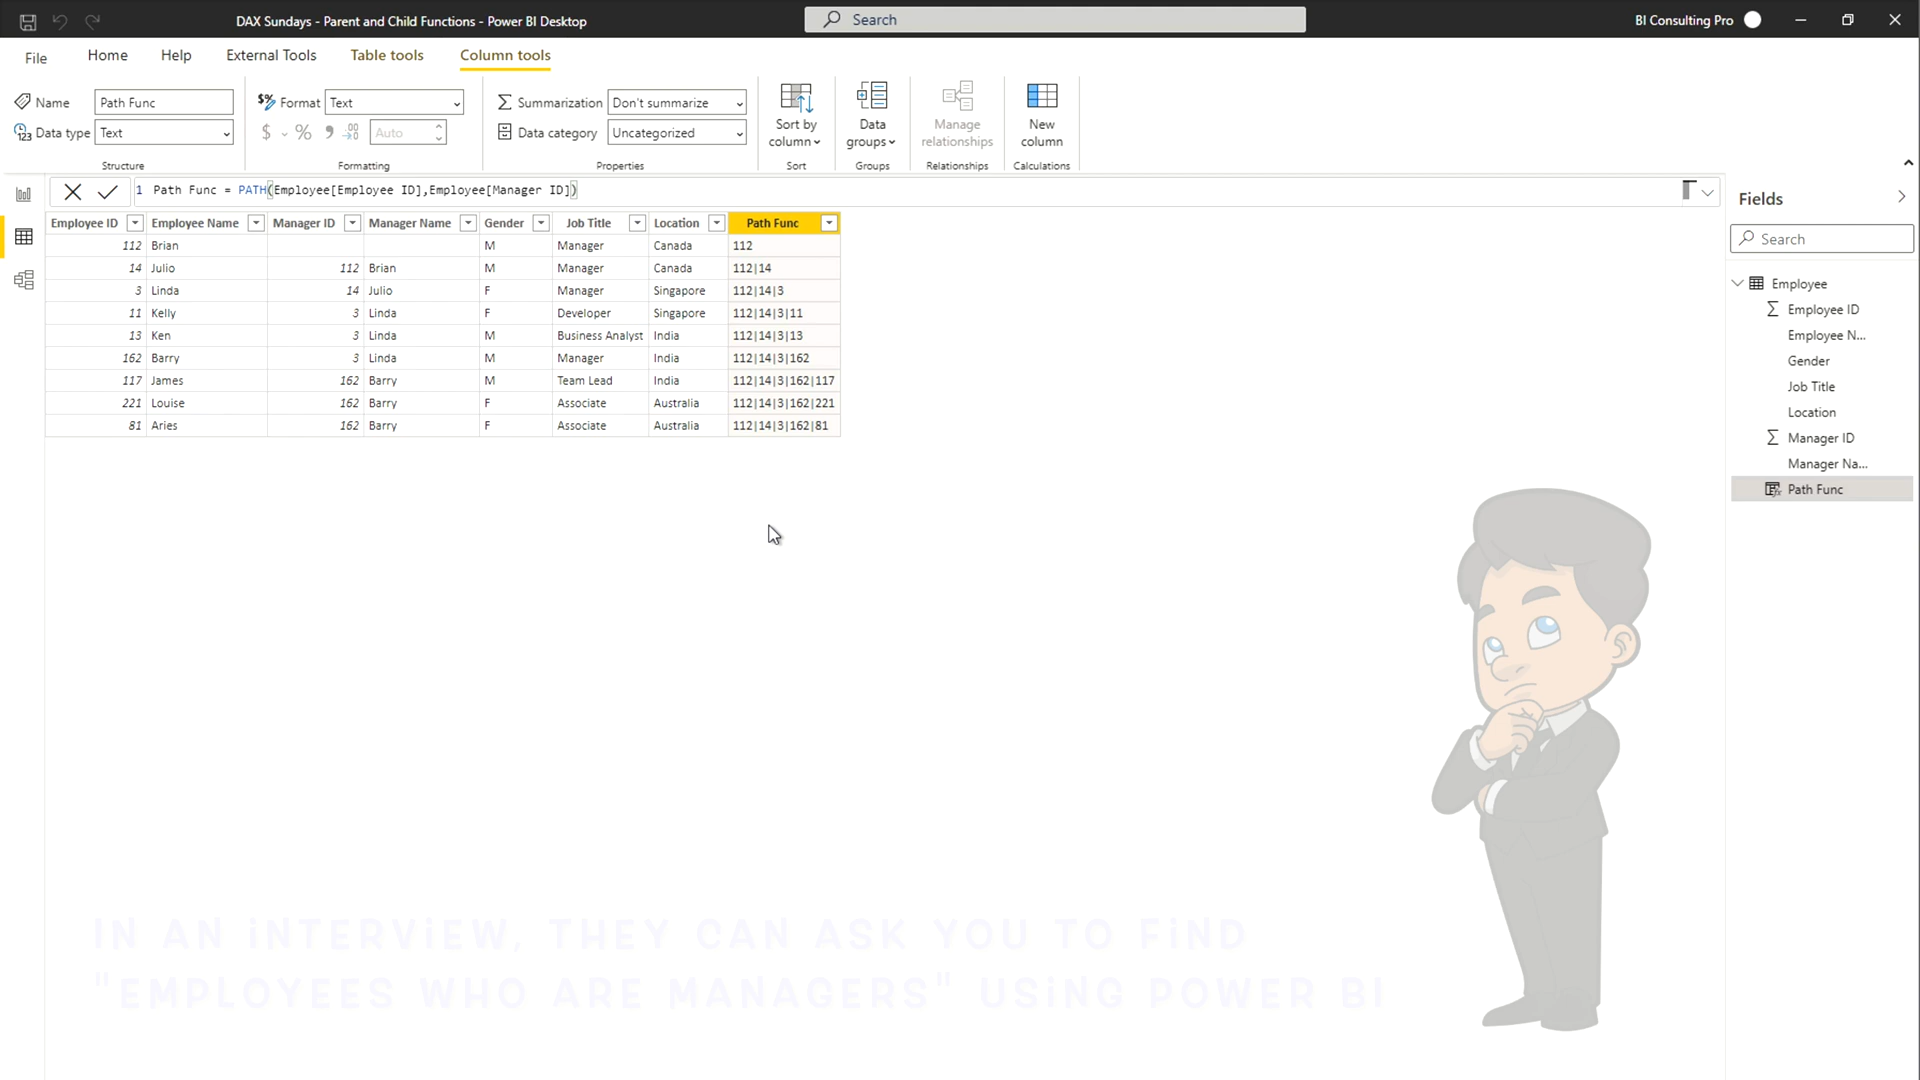 DAX Sundays - Parent and Child Functions - Power BI Desktop
Search
BI Consulting Pro
File
Home
Help
External Tools
Table tools
Column tools
Name
Path Func
Format
Text
Summarization
Don't summarize
Data type
Text
$
%
Auto
Data category
Uncategorized
Sort by column
Data groups
Manage relationships
New column
Structure
Formatting
Properties
Sort
Groups
Relationships
Calculations
1 Path Func = PATH(Employee[Employee ID],Employee[Manager ID])
Employee ID Employee Name Manager ID Manager Name Gender Job Title Location Path Func
112 Brian M Manager Canada 112
14 Julio 112 Brian M Manager Canada 112|14
3 Linda 14 Julio F Manager Singapore 112|14|3
11 Kelly 3 Linda F Developer Singapore 112|14|3|11
13 Ken 3 Linda M Business Analyst India 112|14|3|13
162 Barry 3 Linda M Manager India 112|14|3|162
117 James 162 Barry M Team Lead India 112|14|3|162|117
221 Louise 162 Barry F Associate Australia 112|14|3|162|221
81 Aries 162 Barry F Associate Australia 112|14|3|162|81
Fields
Search
Employee
Employee ID
Employee N...
Gender
Job Title
Location
Manager ID
Manager Na...
Path Func
IN AN INTERVIEW, THEY CAN ASK YOU TO FIND
"EMPLOYEES WHO ARE MANAGERS" USING POWER BI